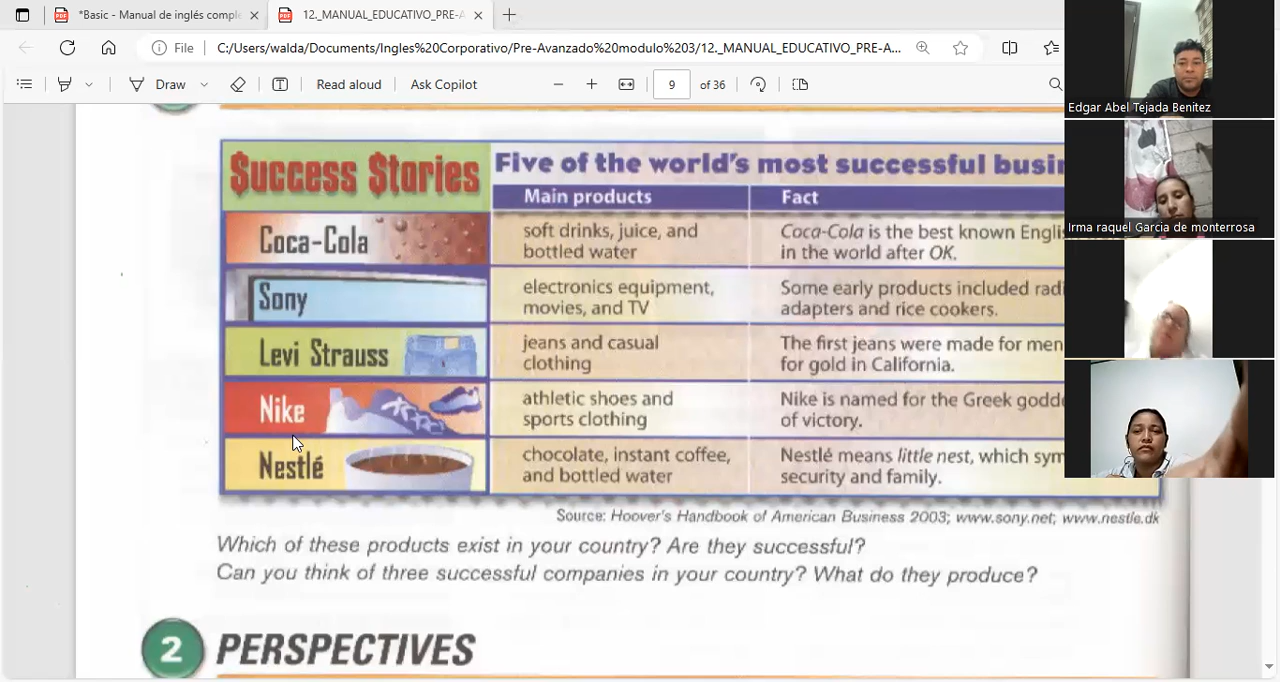 *Basic - Manual de inglés comple
12._MANUAL_EDUCATIVO_PRE-A
File
C:/Users/walda/Documents/Ingles%20Corporativo/Pre-Avanzado%20modulo%203/12._MANUAL_EDUCATIVO_PRE-A...
Draw
Read aloud
Ask Copilot
9
of 36
$uccess $tories
Five of the world's most successful busi
Main products
Fact
Coca-Cola
soft drinks, juice, and
bottled water
Coca-Cola is the best known Engli
in the world after OK.
Sony
electronics equipment,
movies, and TV
Some early products included radi
adapters and rice cookers.
Levi Strauss
jeans and casual
clothing
The first jeans were made for men
for gold in California.
Nike
athletic shoes and
sports clothing
Nike is named for the Greek godd
of victory.
Nestlé
chocolate, instant coffee,
and bottled water
Nestlé means little nest, which sym
security and family.
Source: Hoover's Handbook of American Business 2003; www.sony.net; www.nestle.dk
Which of these products exist in your country? Are they successful?
Can you think of three successful companies in your country? What do they produce?
2 PERSPECTIVES
Edgar Abel Tejada Benitez
Irma raquel Garcia de monterrosa